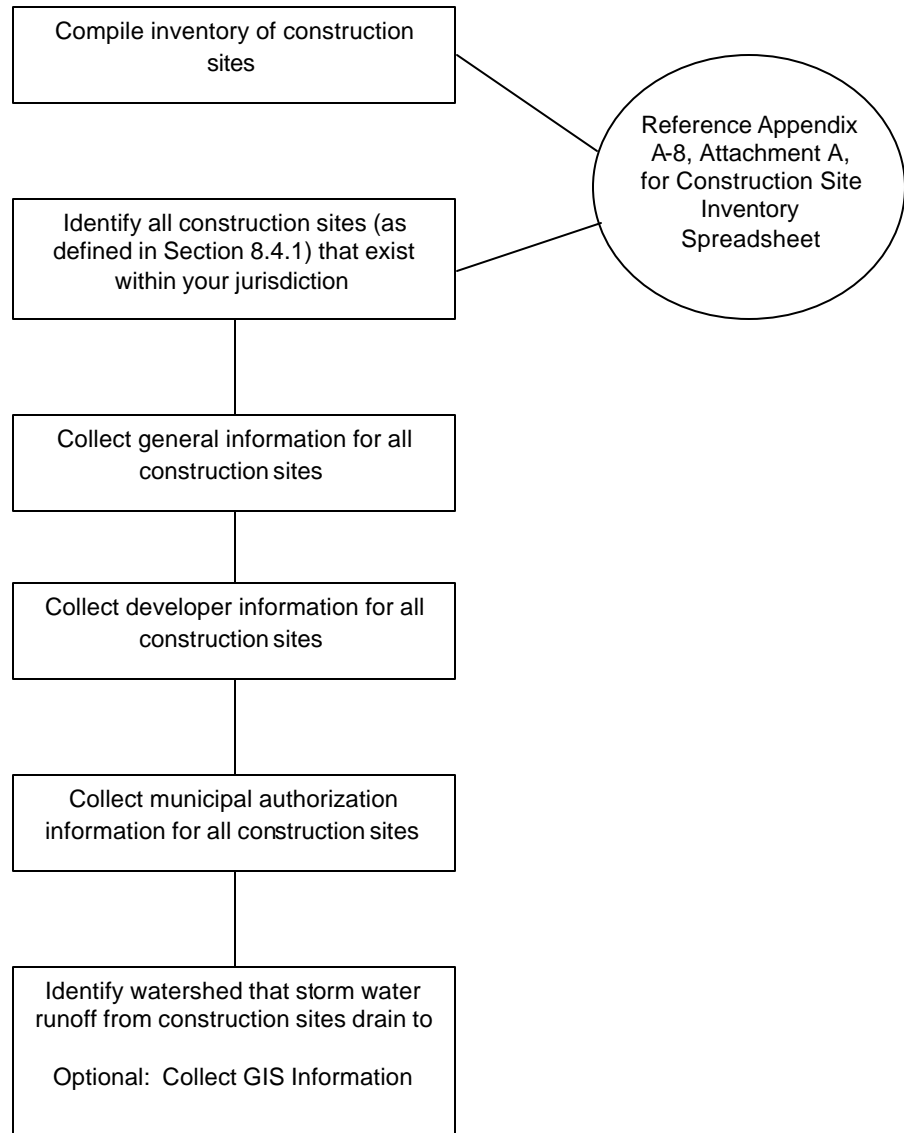 Compile inventory of construction
sites
Reference Appendix
A-8, Attachment A,
for Construction Site
Inventory
Spreadsheet
Identify all construction sites (as
defined in Section 8.4.1) that exist
within your jurisdiction
Collect general information for all
construction sites
Collect developer information for all
construction sites
Collect municipal authorization
information for all construction sites
Identify watershed that storm water
runoff from construction sites drain to
Optional: Collect GIS Information